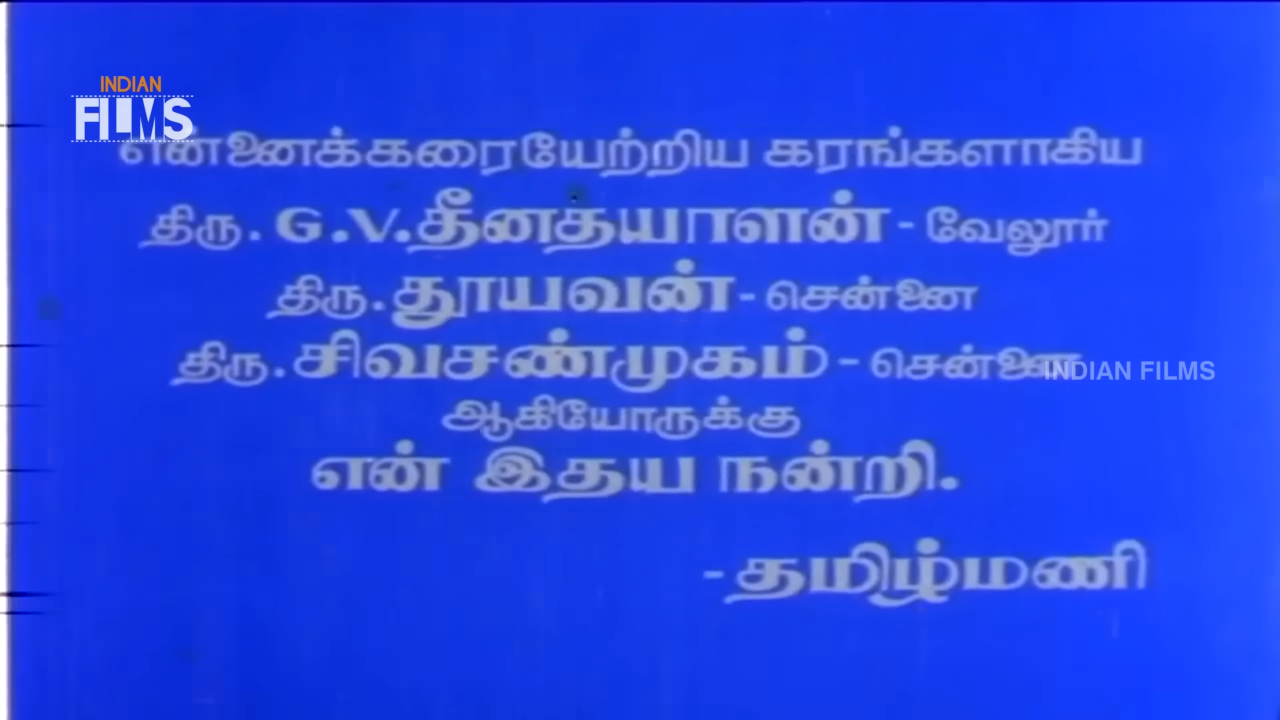 INDIAN
FILMS
என்னைக்கரையேற்றிய கரங்களாகிய
திரு. G.V.தீனதயாளன் - வேலூர்
திரு. தூயவன் - சென்னை
திரு. சிவசண்முகம் - சென்னை
INDIAN FILMS
ஆகியோருக்கு
என் இதய நன்றி.
-தமிழ்மணி